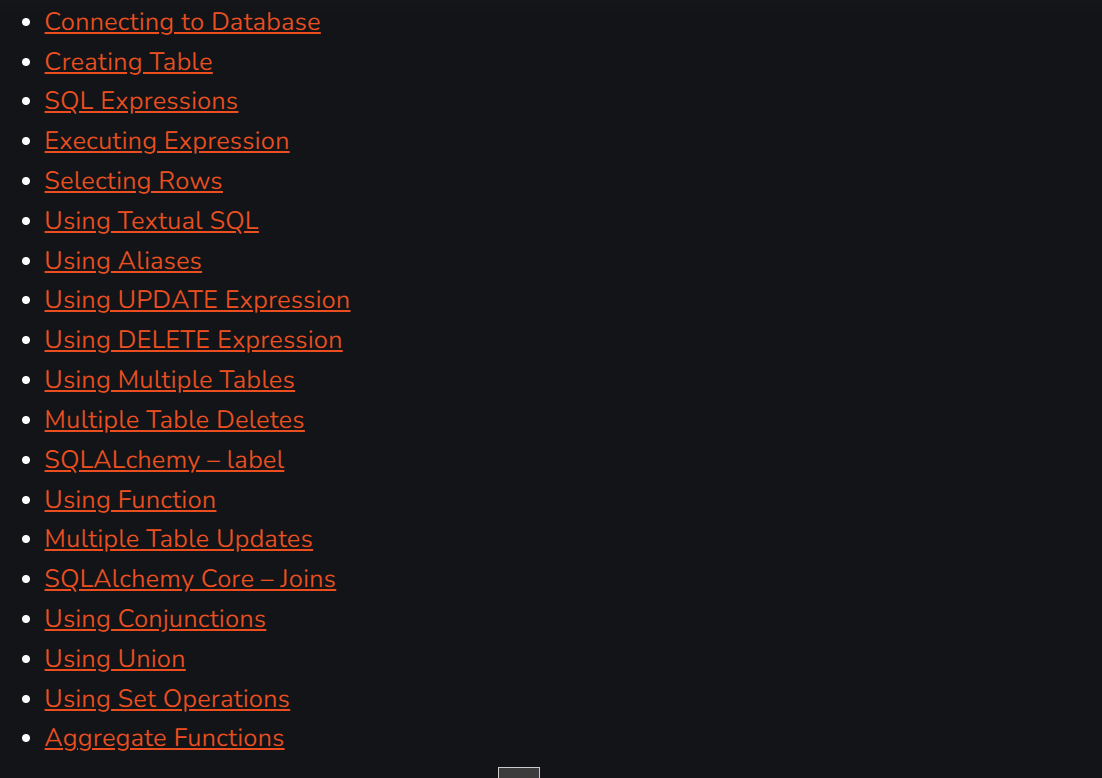 Connecting to Database
Creating Table
SQL Expressions
Executing Expression
Selecting Rows
Using Textual SQL
Using Aliases
Using UPDATE Expression
Using DELETE Expression
Using Multiple Tables
Multiple Table Deletes
SQLALchemy – label
Using Function
Multiple Table Updates
SQLAlchemy Core – Joins
Using Conjunctions
Using Union
Using Set Operations
Aggregate Functions